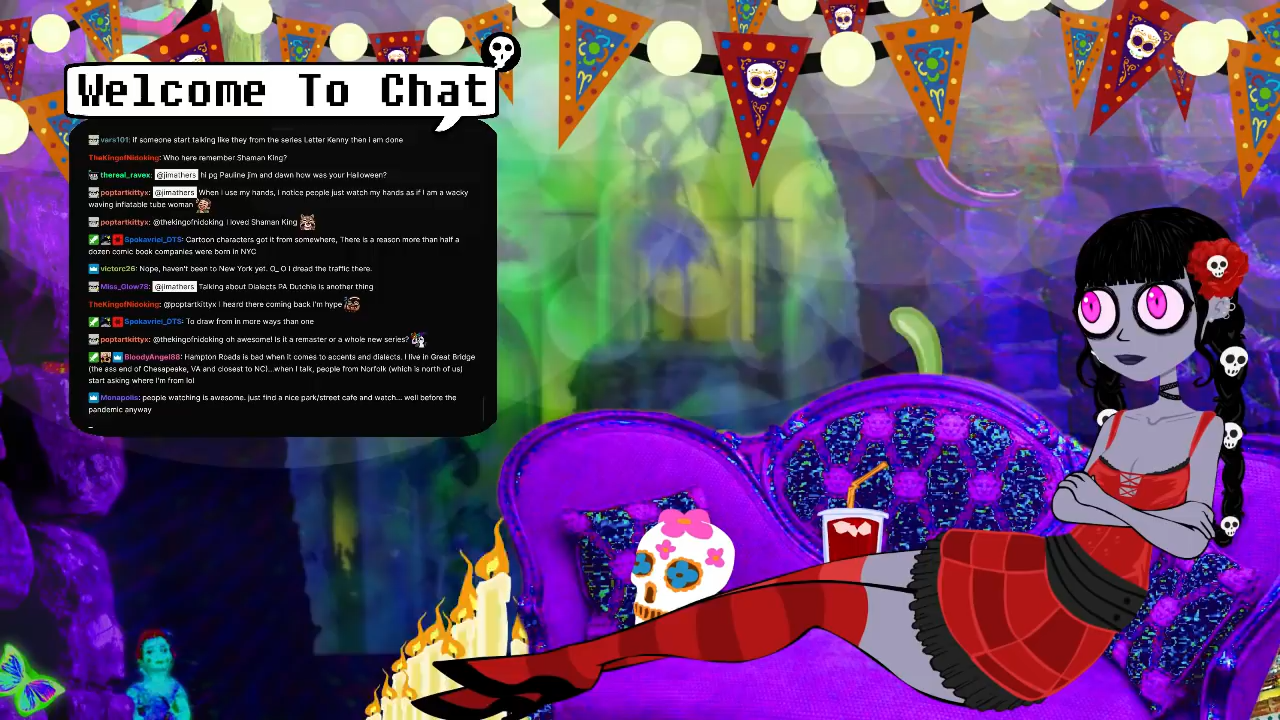 Welcome To Chat
vars101: If someone start talking like they from the series Letter Kenny then i am done
TheKingofNidoking: Who here remember Shaman King?
thereal_ravex: @jimathers hi pg Pauline jim and dawn how was your Halloween?
poptartkittyx: @jimathers When I use my hands, I notice people just watch my hands as if I am a wacky
waving inflatable tube woman
poptartkittyx: @thekingofnidoking I loved Shaman King
Spokavriel_DTS: Cartoon characters got it from somewhere, There is a reason more than half a
dozen comic book companies were born in NYC
victorc26: Nope, haven't been to New York yet. O_ O I dread the traffic there.
Miss_Glow78: @jimathers Talking about Dialects PA Dutchie is another thing
TheKingofNidoking: @poptartkittyx I heard there coming back I'm hype
Spokavriel_DTS: To draw from in more ways than one
poptartkittyx: @thekingofnidoking oh awesome! Is it a remaster or a whole new series?
BloodyAngel88: Hampton Roads is bad when it comes to accents and dialects. I live in Great Bridge
(the ass end of Chesapeake, VA and closest to NC)...when I talk, people from Norfolk (which is north of us)
start asking where I'm from lol
Monapolis: people watching is awesome. just find a nice park/street cafe and watch... well before the
pandemic anyway